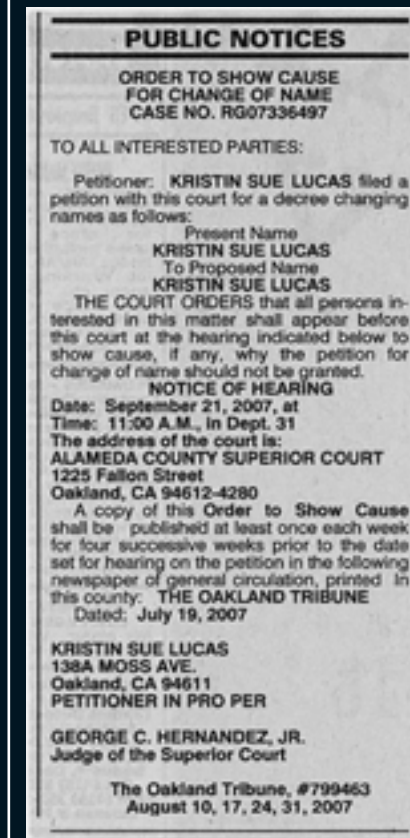 PUBLIC NOTICES
ORDER TO SHOW CAUSE
FOR CHANGE OF NAME
CASE NO. RG07336497
TO ALL INTERESTED PARTIES:
Petitioner: KRISTIN SUE LUCAS filed a
petition with this court for a decree changing
names as follows:
Present Name
KRISTIN SUE LUCAS
To Proposed Name
KRISTIN SUE LUCAS
THE COURT ORDERS that all persons in-
terested in this matter shall appear before
this court at the hearing indicated below to
show cause, if any, why the petition for
change of name should not be granted.
NOTICE OF HEARING
Date: September 21, 2007, at
Time: 11:00 A.M., in Dept. 31
The address of the court is:
ALAMEDA COUNTY SUPERIOR COURT
1225 Fallon Street
Oakland, CA 94612-4280
A copy of this Order to Show Cause
shall be published at least once each week
for four successive weeks prior to the date
set for hearing on the petition in the following
newspaper of general circulation, printed in
this county: THE OAKLAND TRIBUNE
Dated: July 19, 2007
KRISTIN SUE LUCAS
138A MOSS AVE.
Oakland, CA 94611
PETITIONER IN PRO PER
GEORGE C. HERNANDEZ, JR.
Judge of the Superior Court
The Oakland Tribune, #799463
August 10, 17, 24, 31, 2007